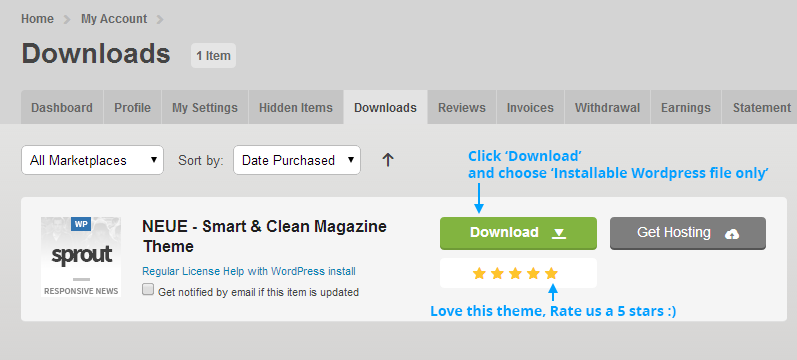 Home My Account
Downloads 1 Item
Dashboard Profile My Settings Hidden Items Downloads Reviews Invoices Withdrawal Earnings Statement
All Marketplaces Sort by: Date Purchased
Click ‘Download’
and choose ‘Installable Wordpress file only’
WP
sprout
RESPONSIVE NEWS
NEUE - Smart & Clean Magazine
Theme
Regular License Help with WordPress install
Get notified by email if this item is updated
Download Get Hosting
Love this theme, Rate us a 5 stars :)